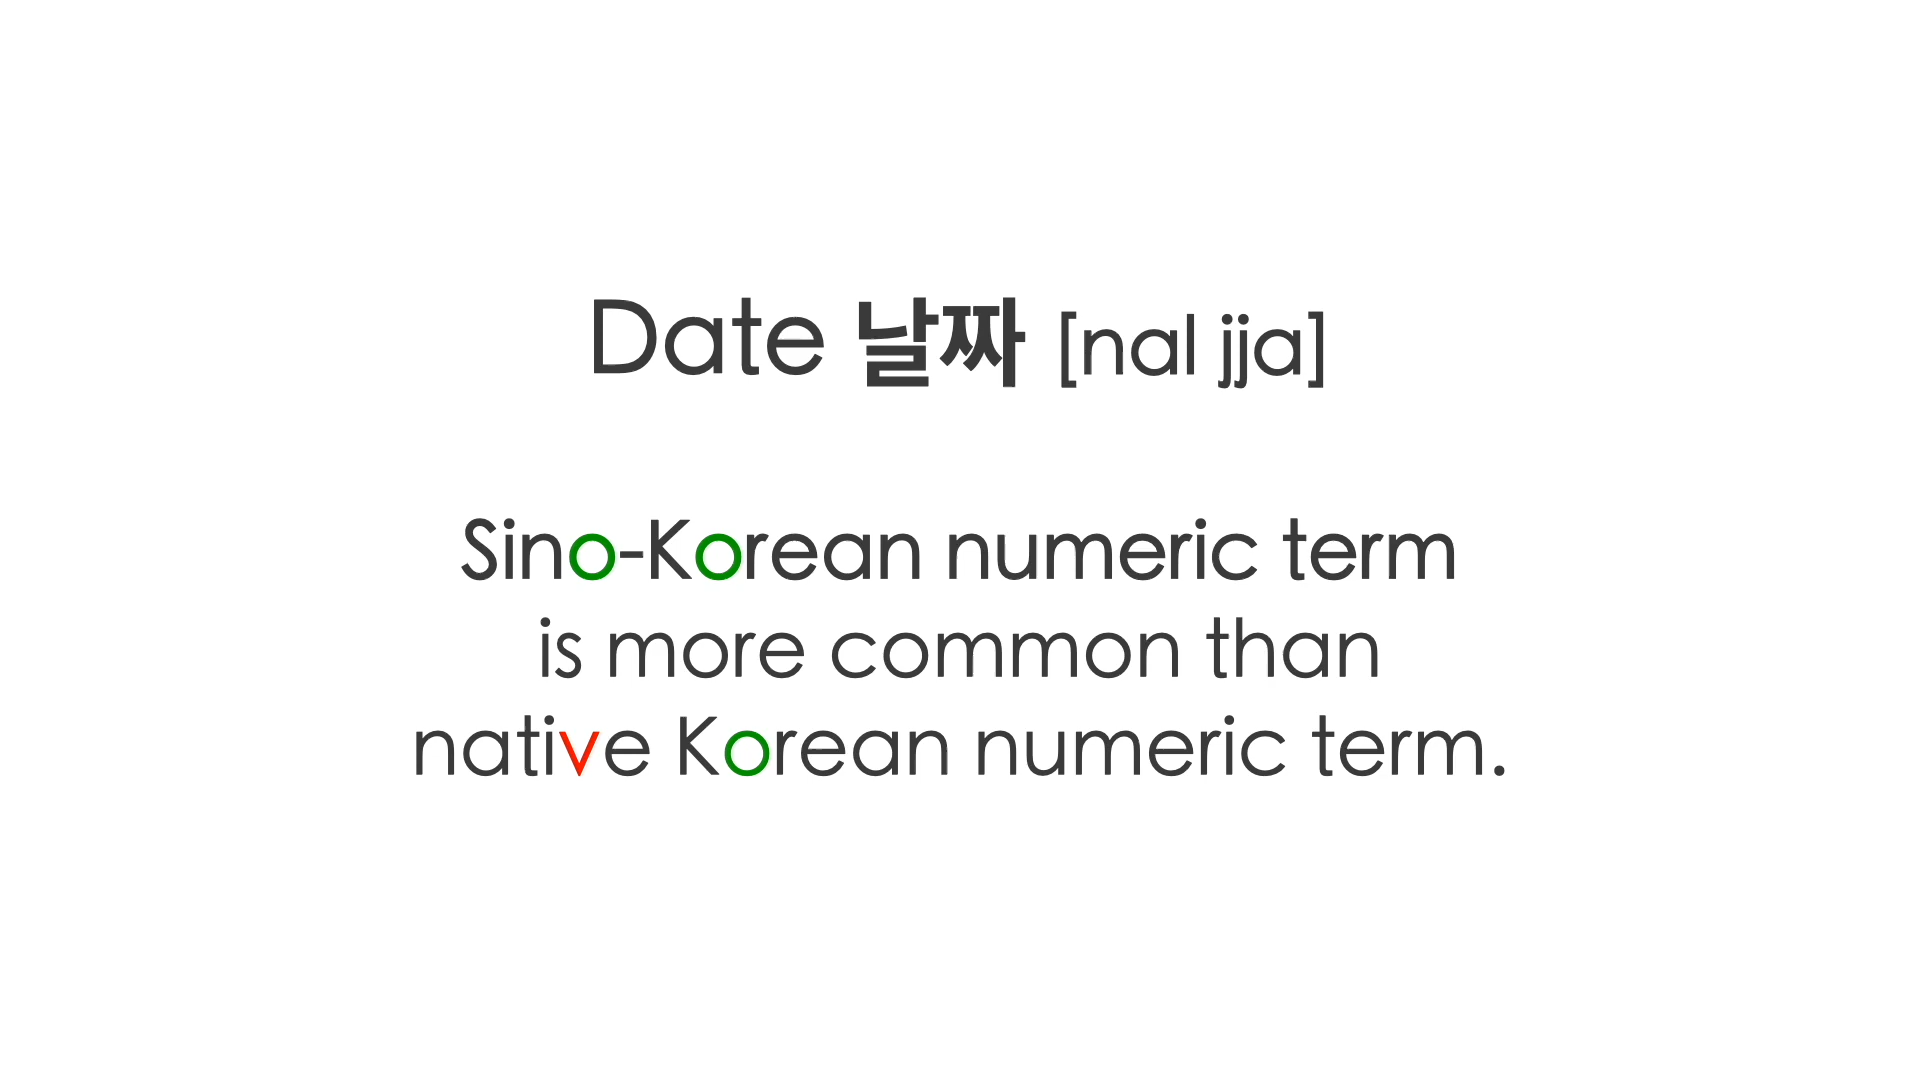 Date 날짜 [nal jja]
Sino-Korean numeric term
is more common than
native Korean numeric term.